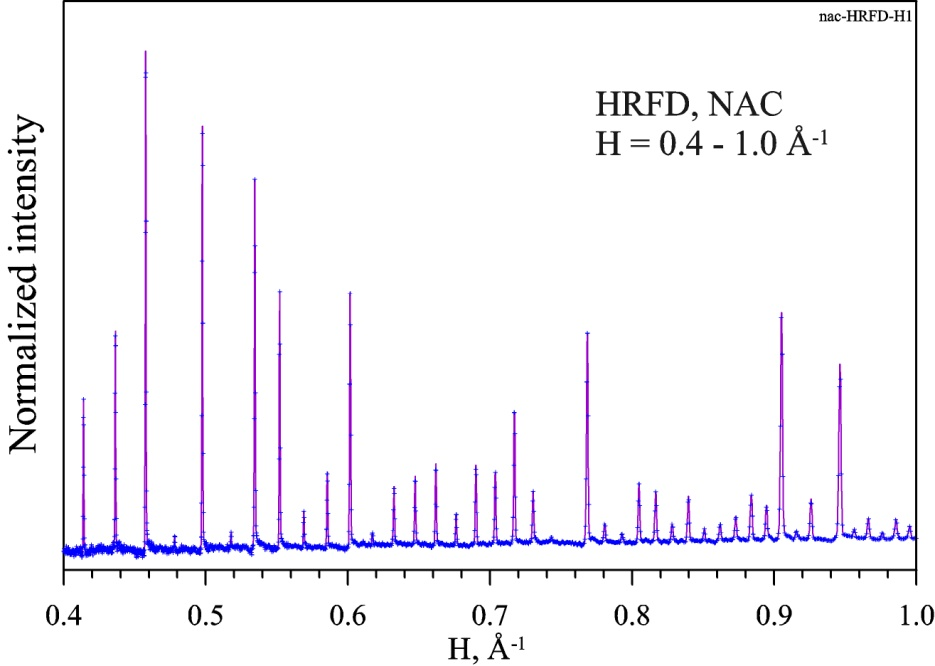 nac-HRFD-H1
HRFD, NAC
H = 0.4 - 1.0 Å⁻¹
Normalized intensity
0.4 0.5 0.6 0.7 0.8 0.9 1.0
H, Å⁻¹